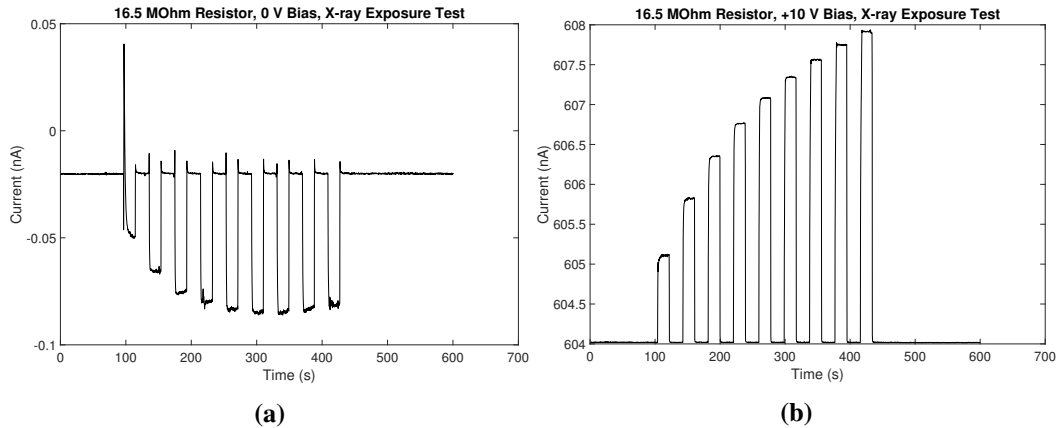 16.5 MOhm Resistor, 0 V Bias, X-ray Exposure Test
0.05
0
-0.05
-0.1
Current (nA)
0 100 200 300 400 500 600 700
Time (s)
(a)
16.5 MOhm Resistor, +10 V Bias, X-ray Exposure Test
608
607.5
607
606.5
606
605.5
605
604.5
604
Current (nA)
0 100 200 300 400 500 600 700
Time (s)
(b)